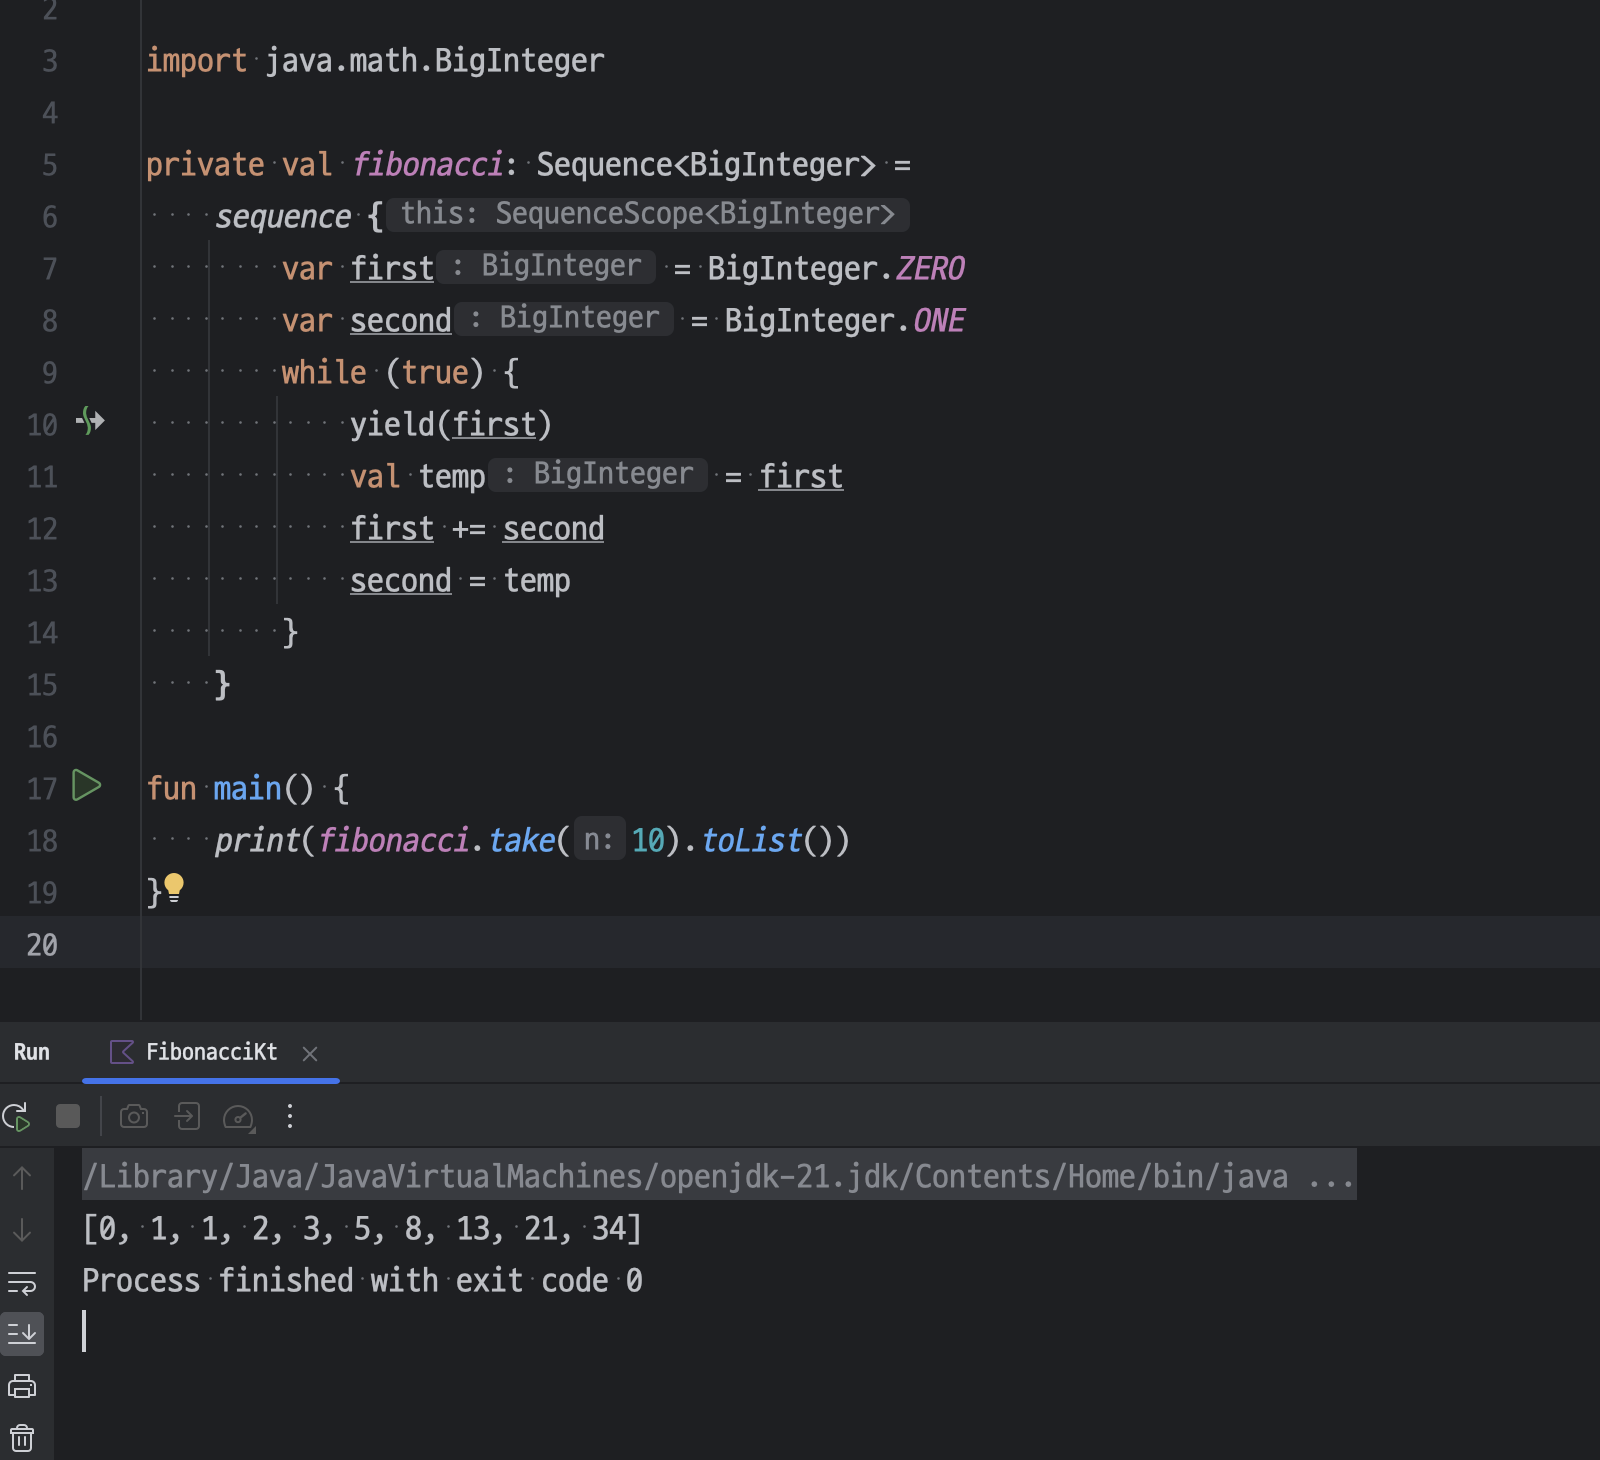 2
3 import java.math.BigInteger
4
5 private val fibonacci: Sequence<BigInteger> =
6 sequence { this: SequenceScope<BigInteger>
7 var first : BigInteger = BigInteger.ZERO
8 var second : BigInteger = BigInteger.ONE
9 while (true) {
10 yield(first)
11 val temp : BigInteger = first
12 first += second
13 second = temp
14 }
15 }
16
17 fun main() {
18 print(fibonacci.take( n: 10).toList())
19 }
20
Run FibonacciKt
/Library/Java/JavaVirtualMachines/openjdk-21.jdk/Contents/Home/bin/java ...
[0, 1, 1, 2, 3, 5, 8, 13, 21, 34]
Process finished with exit code 0